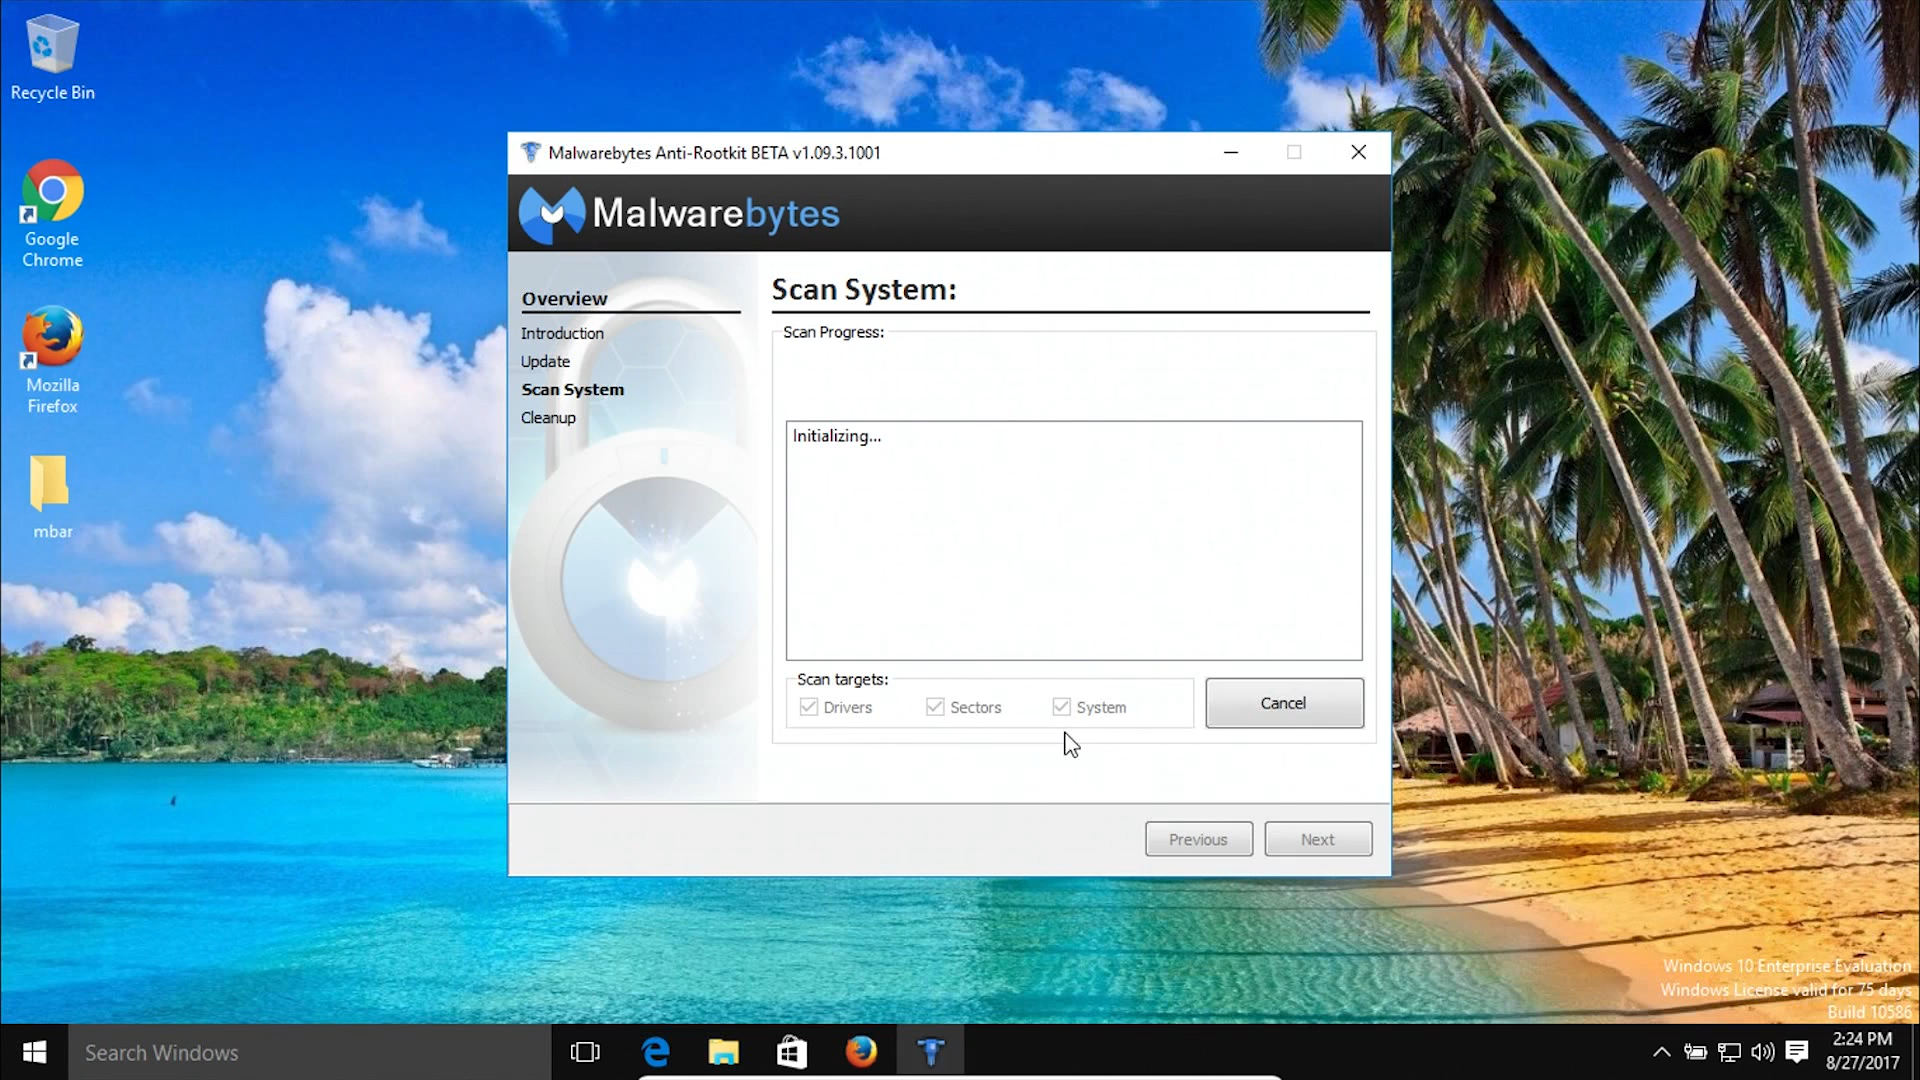 Recycle Bin
Google
Chrome
Mozilla
Firefox
mbar
Malwarebytes Anti-Rootkit BETA v1.09.3.1001
Malwarebytes
Overview
Introduction
Update
Scan System
Cleanup
Scan System:
Scan Progress:
Initializing...
Scan targets:
Drivers
Sectors
System
Cancel
Previous
Next
Windows 10 Enterprise Evaluation
Windows License valid for 75 days
Build 10586
Search Windows
2:24 PM
8/27/2017